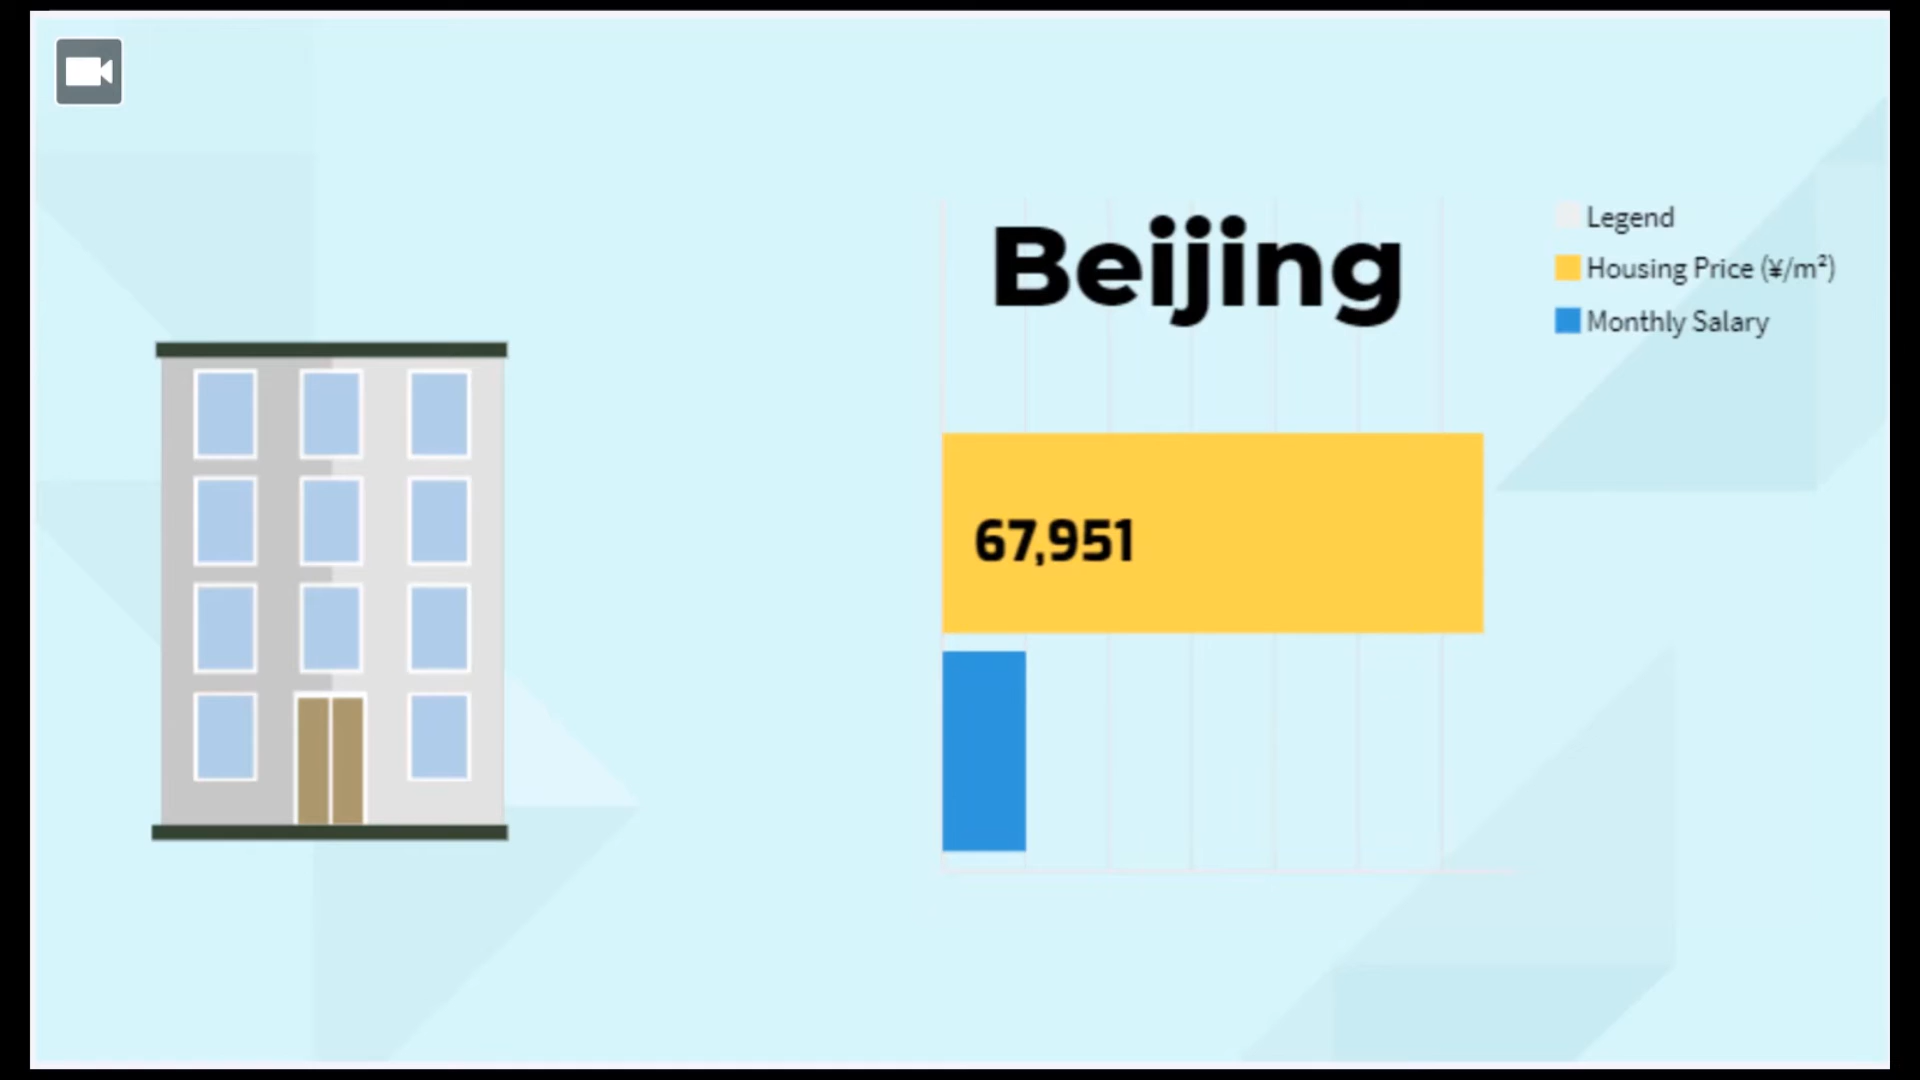 Beijing
Legend
Housing Price (¥/m²)
Monthly Salary
67,951